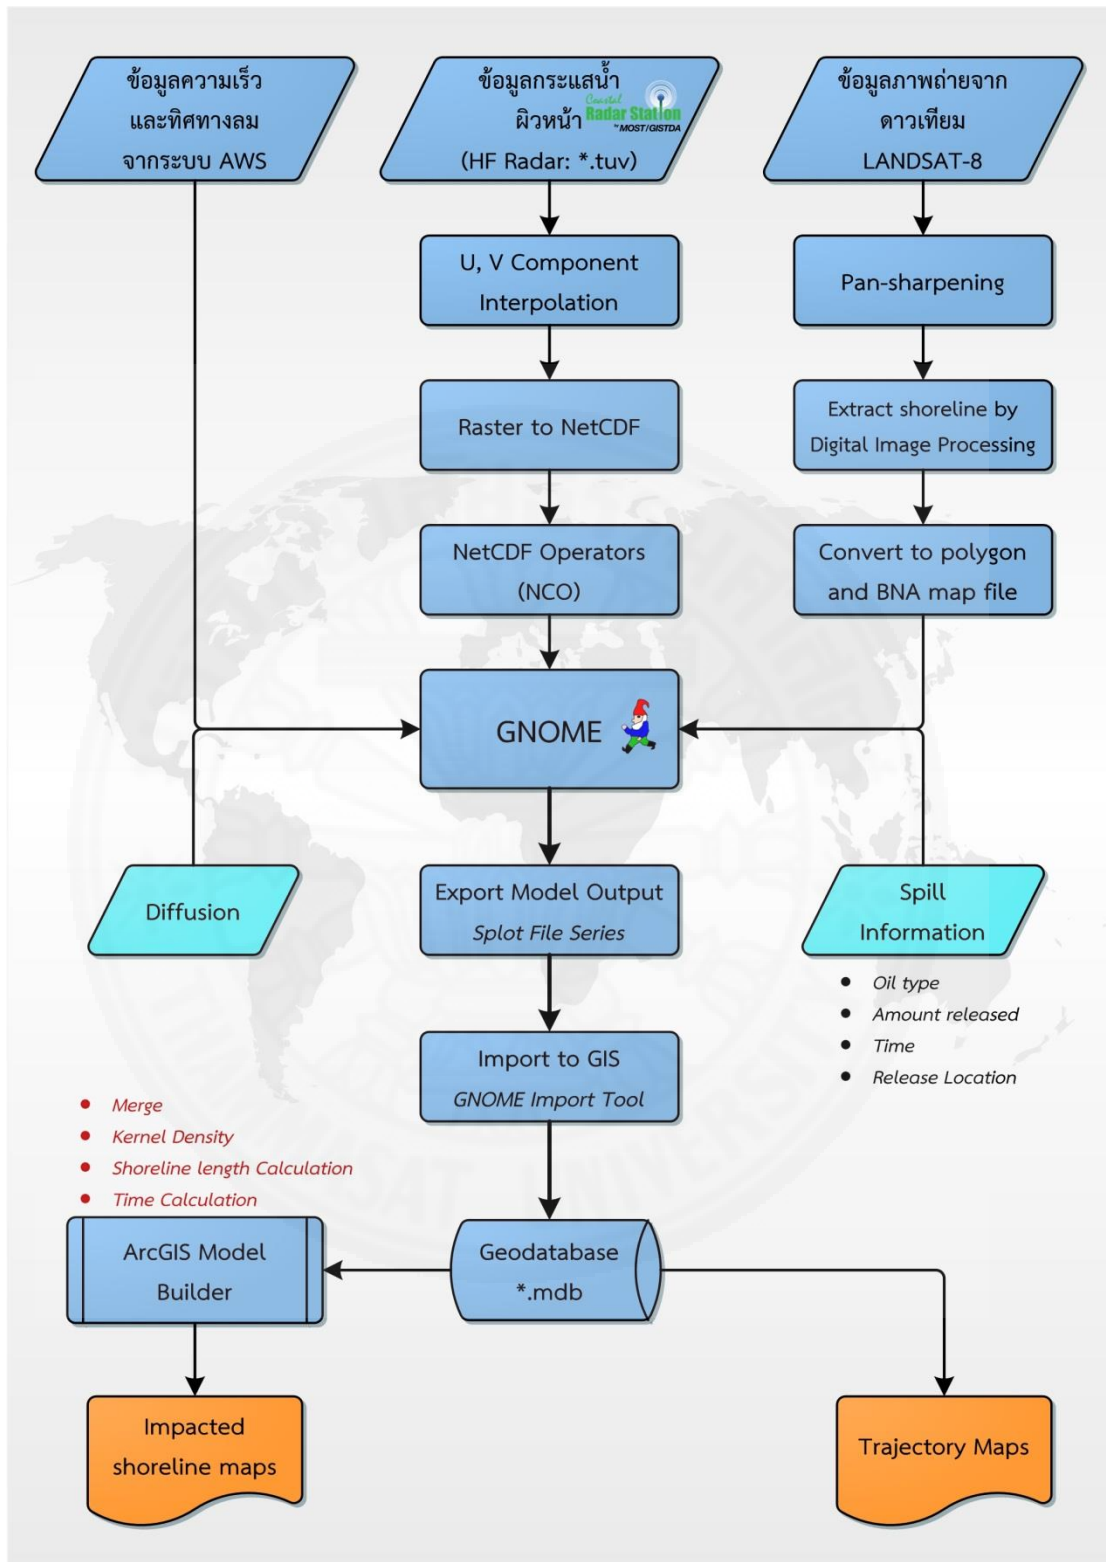 ข้อมูลความเร็ว
และทิศทางลม
จากระบบ AWS
ข้อมูลกระแสน้ำ
ผิวหน้า
Coastal
Radar Station
by MOST/GISTDA
(HF Radar: *.tuv)
ข้อมูลภาพถ่ายจาก
ดาวเทียม
LANDSAT-8
U, V Component
Interpolation
Pan-sharpening
Raster to NetCDF
Extract shoreline by
Digital Image Processing
NetCDF Operators
(NCO)
Convert to polygon
and BNA map file
GNOME
Diffusion
Export Model Output
Splot File Series
Spill
Information
• Oil type
• Amount released
• Time
• Release Location
Import to GIS
GNOME Import Tool
• Merge
• Kernel Density
• Shoreline length Calculation
• Time Calculation
ArcGIS Model
Builder
Geodatabase
*.mdb
Impacted
shoreline maps
Trajectory Maps